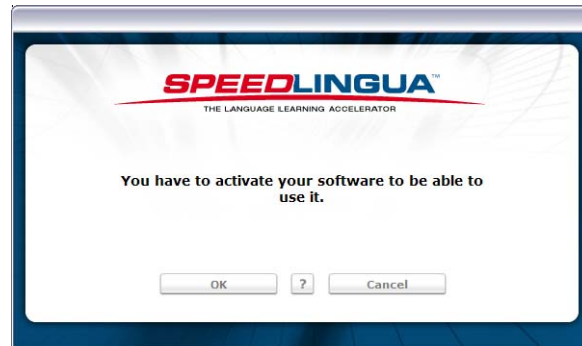 SPEEDLINGUA™
THE LANGUAGE LEARNING ACCELERATOR
You have to activate your software to be able to
use it.
OK ? Cancel